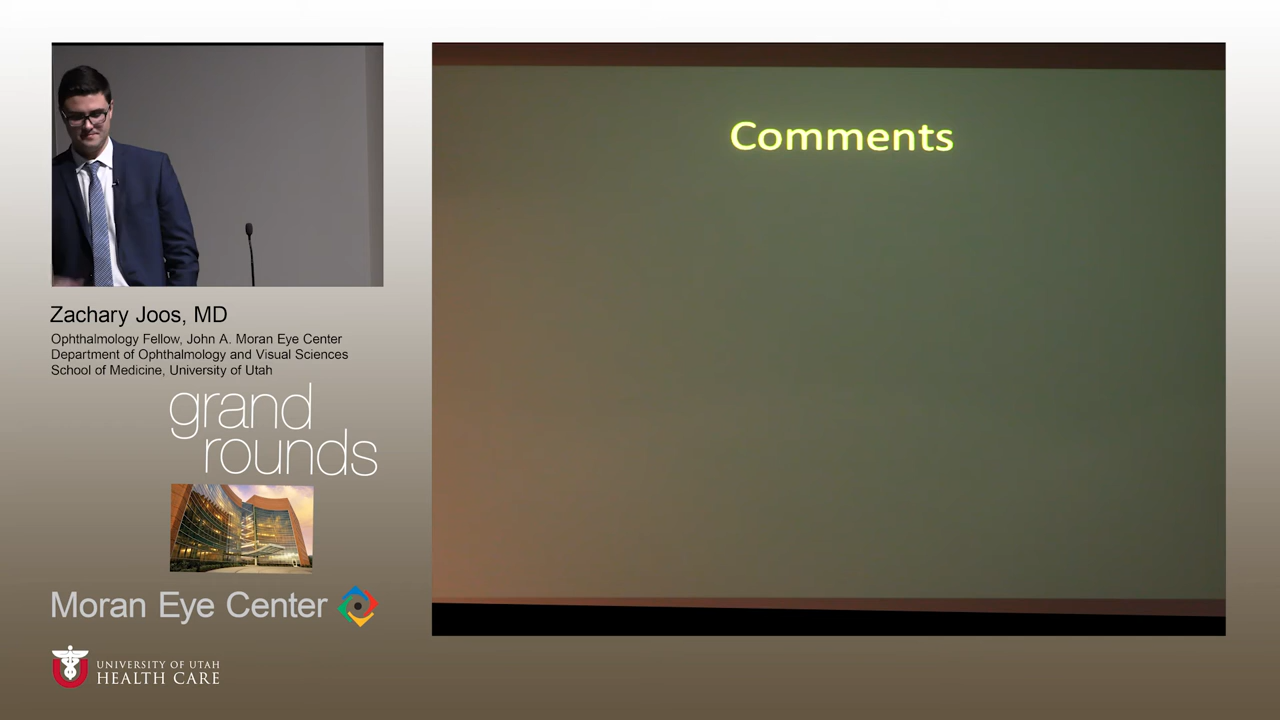 Comments
Zachary Joos, MD
Ophthalmology Fellow, John A. Moran Eye Center
Department of Ophthalmology and Visual Sciences
School of Medicine, University of Utah
grand
rounds
Moran Eye Center
U
UNIVERSITY OF UTAH
HEALTH CARE